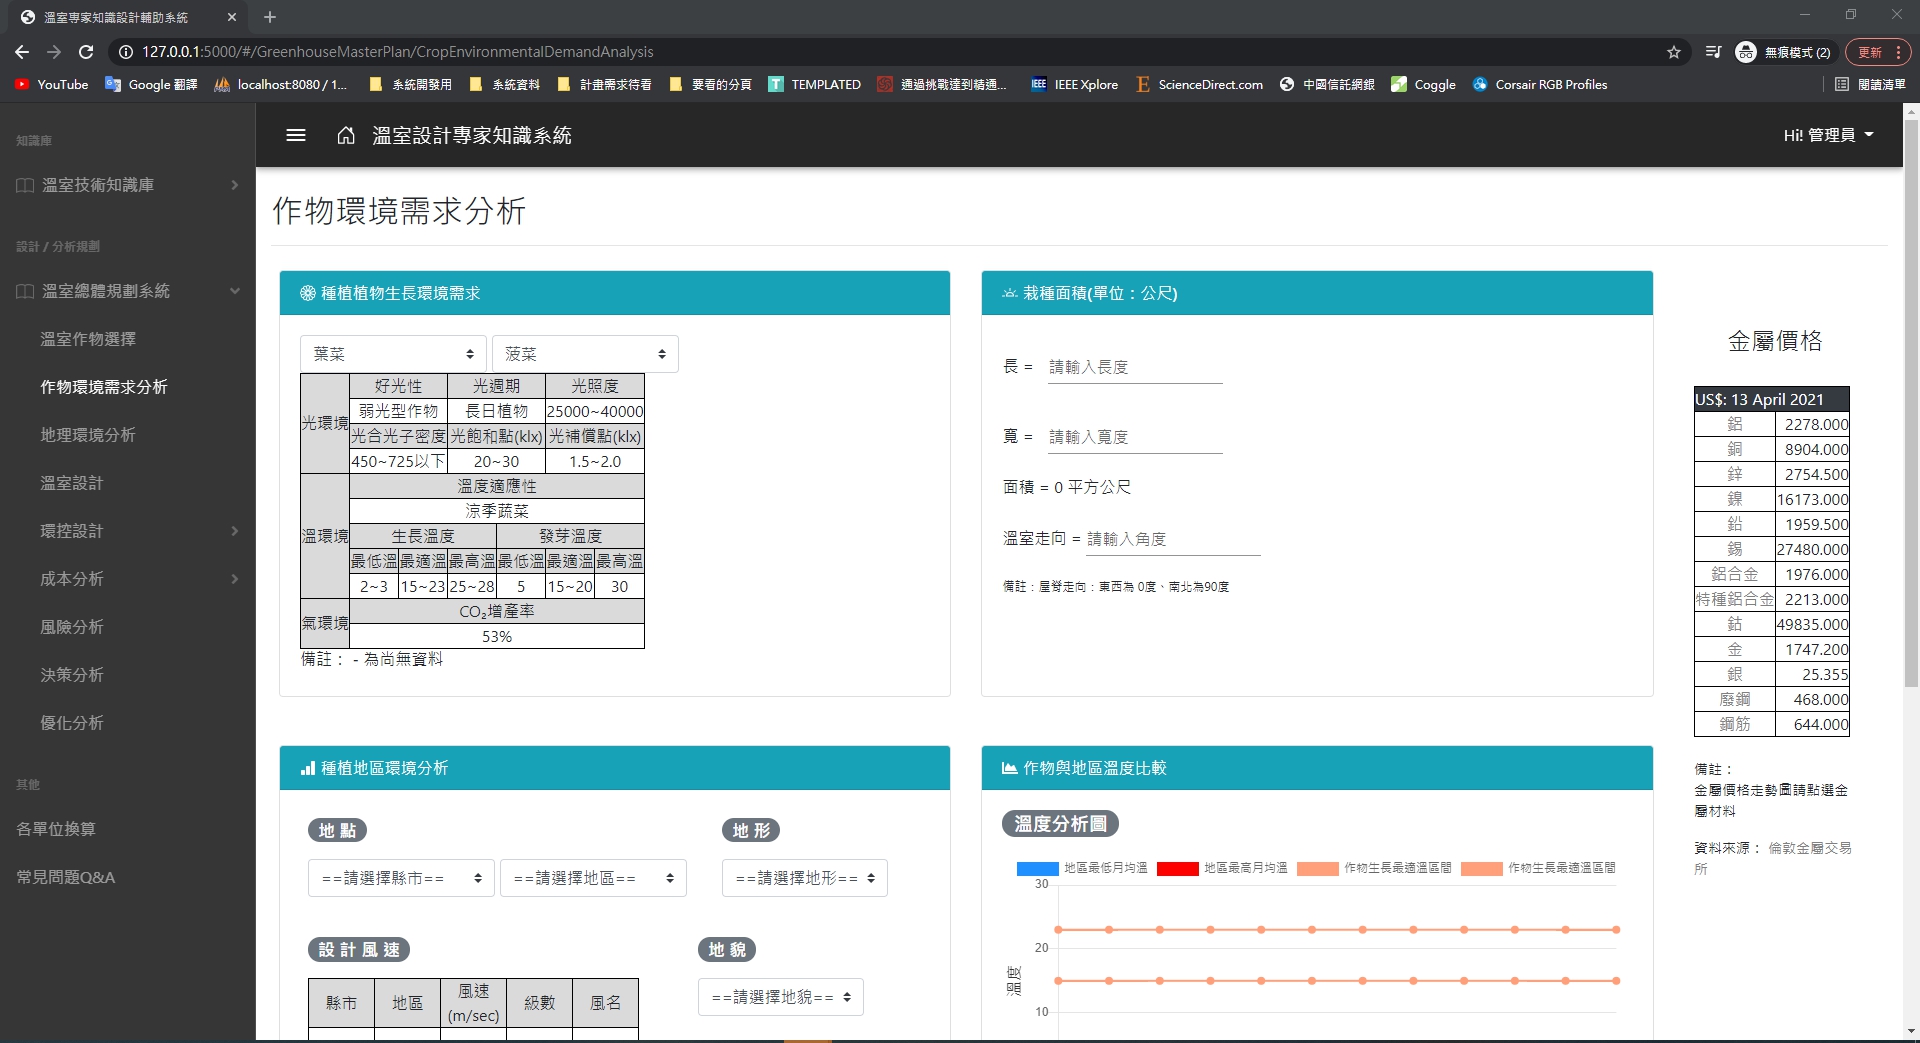 溫室專家知識設計輔助系統
127.0.0.1:5000/#/GreenhouseMasterPlan/CropEnvironmentalDemandAnalysis
無痕模式 (2)
更新
YouTube
Google 翻譯
localhost:8080 / 1...
系統開發用
系統資料
計畫需求待看
要看的分頁
TEMPLATED
通過挑戰達到精通...
IEEE Xplore
ScienceDirect.com
中國信託網銀
Coggle
Corsair RGB Profiles
閱讀清單
溫室設計專家知識系統
Hi! 管理員
知識庫
溫室技術知識庫
設計 / 分析規劃
溫室總體規劃系統
溫室作物選擇
作物環境需求分析
地理環境分析
溫室設計
環控設計
成本分析
風險分析
決策分析
優化分析
其他
各單位換算
常見問題Q&A
作物環境需求分析
種植植物生長環境需求
葉菜 菠菜
光環境 好光性 光週期 光照度
弱光型作物 長日植物 25000~40000
光合光子密度 光飽和點(klx) 光補償點(klx)
450~725以下 20~30 1.5~2.0
溫環境 溫度適應性
涼季蔬菜
生長溫度 發芽溫度
最低溫 最適溫 最高溫 最低溫 最適溫 最高溫
2~3 15~23 25~28 5 15~20 30
氣環境 CO₂增產率
53%
備註： - 為尚無資料
栽種面積(單位：公尺)
長 = 請輸入長度
寬 = 請輸入寬度
面積 = 0 平方公尺
溫室走向 = 請輸入角度
備註：屋脊走向：東西為 0度、南北為90度
種植地區環境分析
地 點
==請選擇縣市== ==請選擇地區==
地 形
==請選擇地形==
設 計 風 速
縣市 地區 風速(m/sec) 級數 風名
地 貌
==請選擇地貌==
作物與地區溫度比較
溫度分析圖
地區最低月均溫 地區最高月均溫 作物生長最適溫區間 作物生長最適溫區間
30
20
10
溫度
金屬價格
US$: 13 April 2021
鋁 2278.000
銅 8904.000
鋅 2754.500
鎳 16173.000
鉛 1959.500
錫 27480.000
鋁合金 1976.000
特種鋁合金 2213.000
鈷 49835.000
金 1747.200
銀 25.355
廢鋼 468.000
鋼筋 644.000
備註：
金屬價格走勢圖請點選金
屬材料
資料來源： 倫敦金屬交易
所